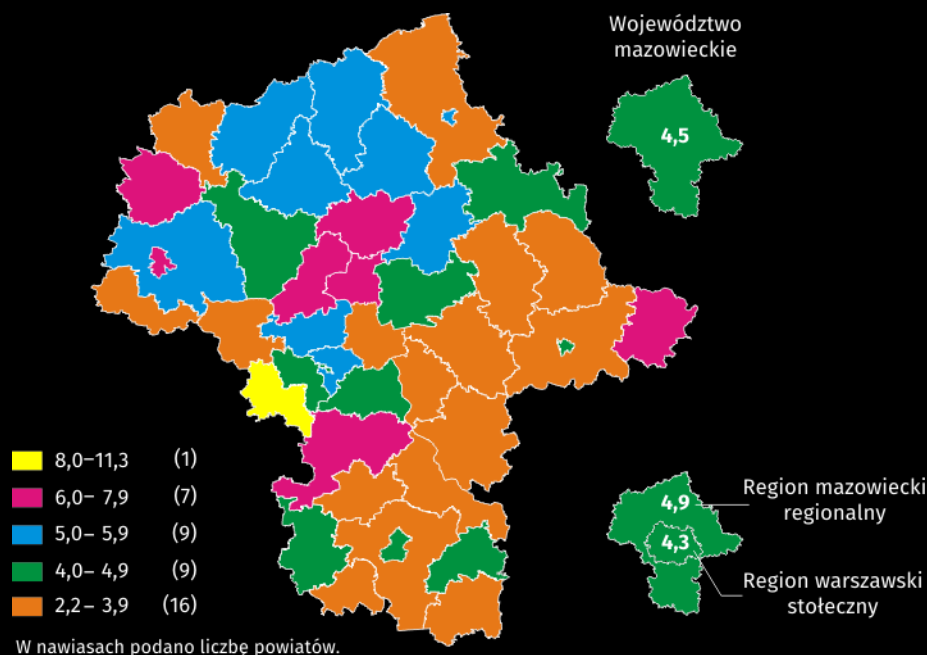 Województwo
mazowieckie
4,5
8,0–11,3 (1)
6,0– 7,9 (7)
5,0– 5,9 (9)
4,0– 4,9 (9)
2,2– 3,9 (16)
W nawiasach podano liczbę powiatów.
4,9
Region mazowiecki
regionalny
4,3
Region warszawski
stołeczny